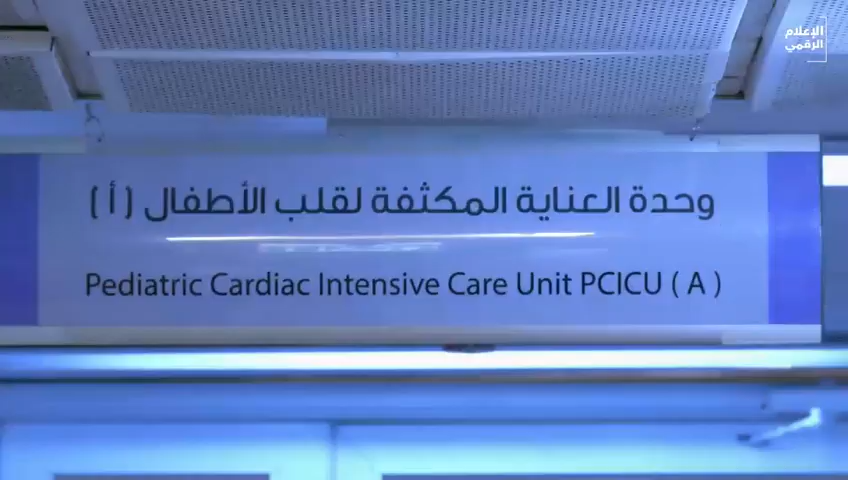 الإعلام
الرقمي
وحدة العناية المكثفة لقلب الأطفال (أ)
Pediatric Cardiac Intensive Care Unit PCICU ( A )